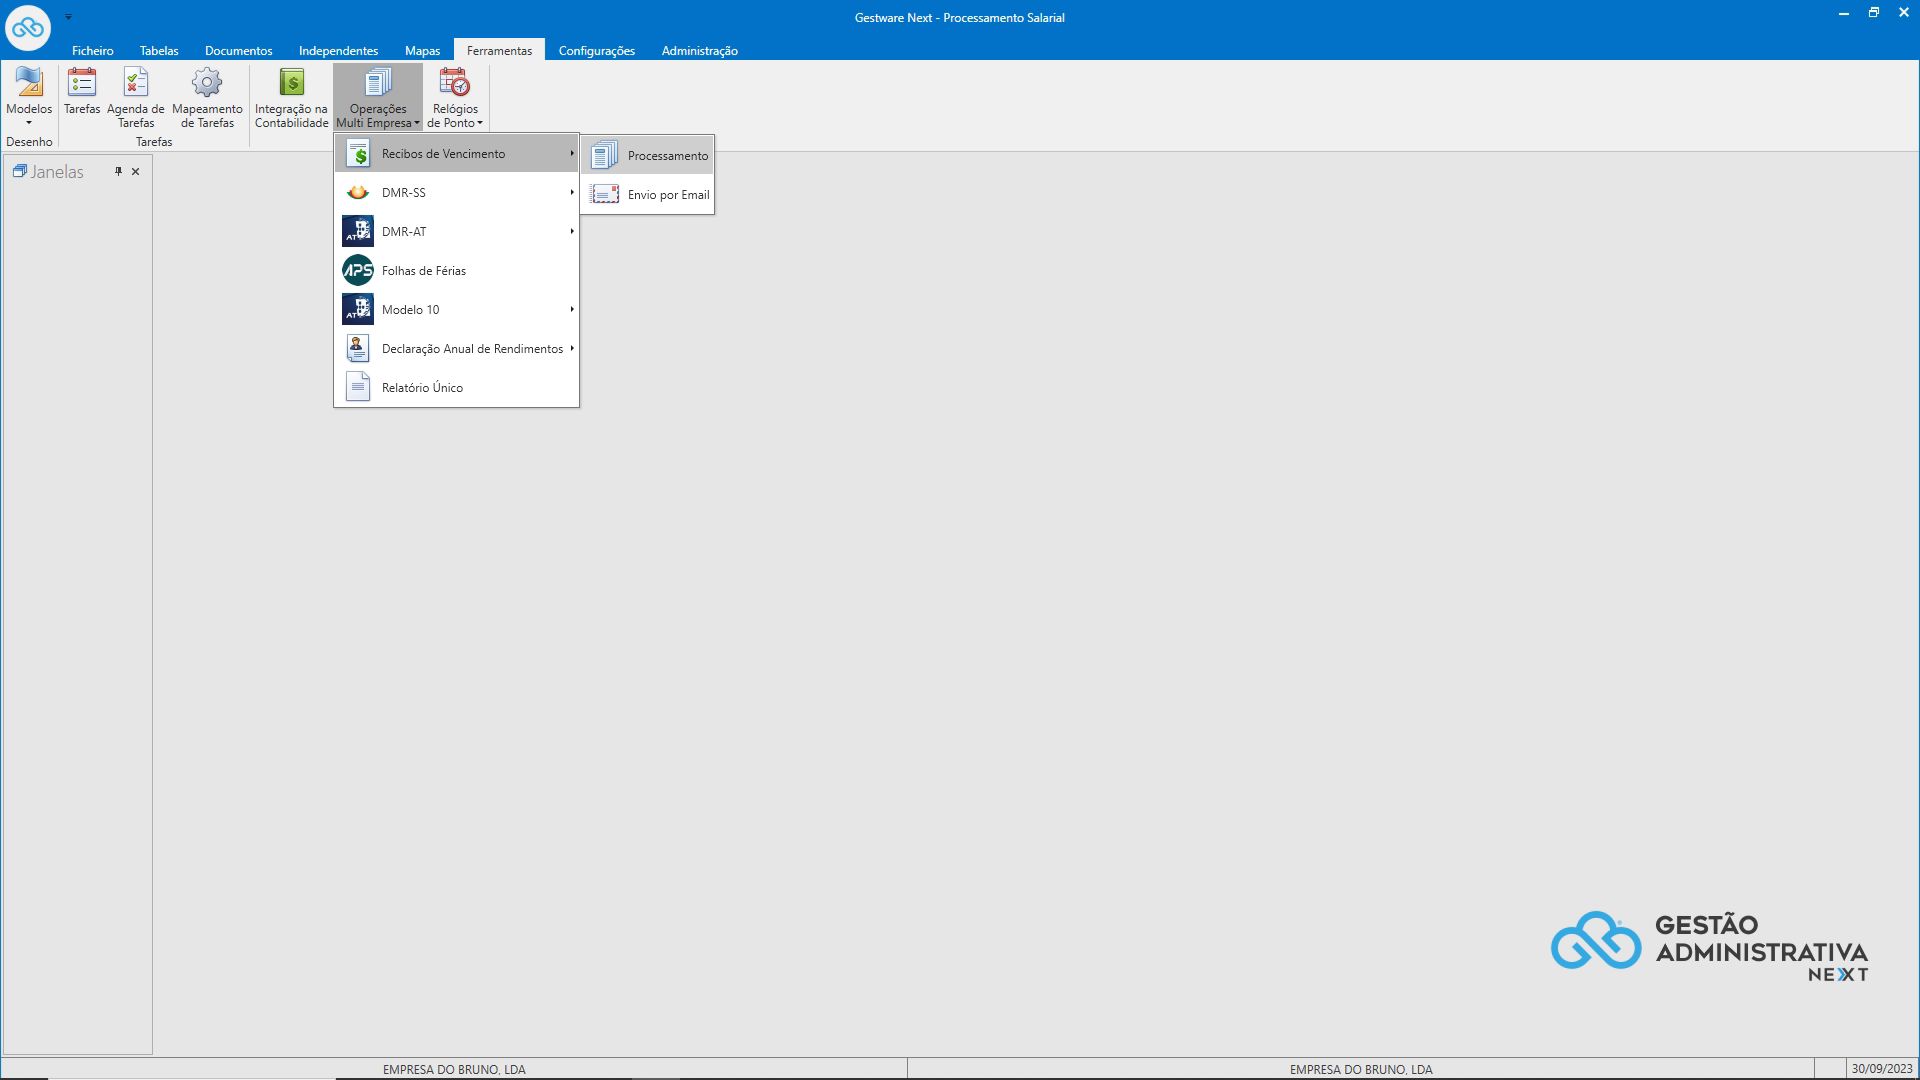 Gestware Next - Processamento Salarial
Ficheiro Tabelas Documentos Independentes Mapas Ferramentas Configurações Administração
Modelos
Tarefas
Agenda de
Tarefas
Mapeamento
de Tarefas
Integração na
Contabilidade
Operações
Multi Empresa
Relógios
de Ponto
Desenho
Tarefas
Janelas
Recibos de Vencimento
DMR-SS
AT
DMR-AT
APS
Folhas de Férias
AT
Modelo 10
Declaração Anual de Rendimentos
Relatório Único
Processamento
Envio por Email
GESTÃO
ADMINISTRATIVA
NEXT
EMPRESA DO BRUNO, LDA
EMPRESA DO BRUNO, LDA
30/09/2023